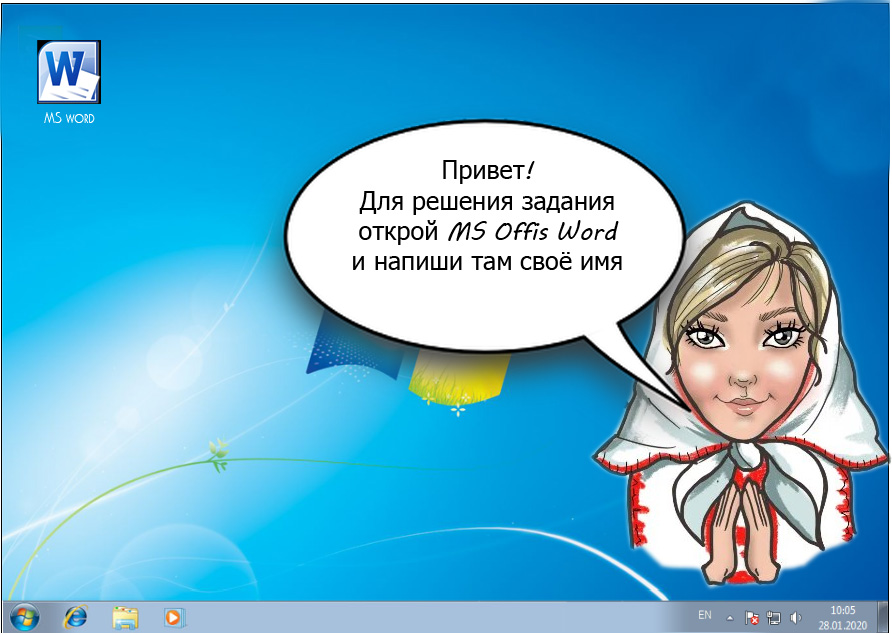 W
MS WORD
Привет!
Для решения задания
открой MS Offis Word
и напиши там своё имя
EN
10:05
28.01.2020